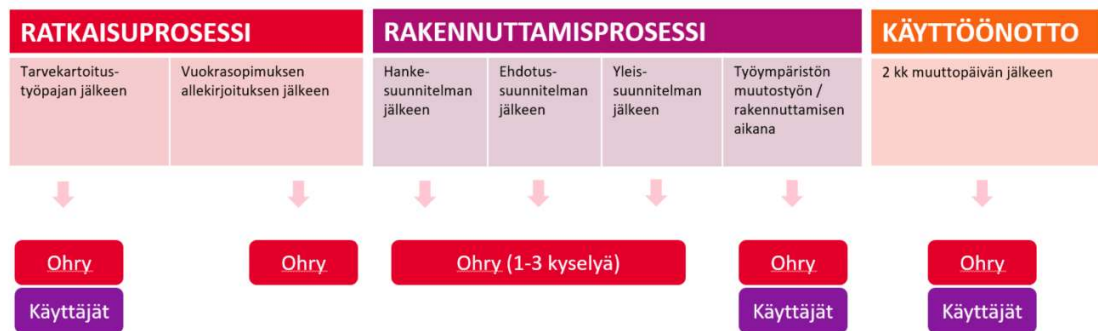 RATKAISUPROSESSI
Tarvekartoitus-
työpajan jälkeen
Vuokrasopimuksen
allekirjoituksen jälkeen
RAKENNUTTAMISPROSESSI
Hanke-
suunnitelman
jälkeen
Ehdotus-
suunnitelman
jälkeen
Yleis-
suunnitelman
jälkeen
Työympäristön
muutostyön /
rakennuttamisen
aikana
KÄYTTÖÖNOTTO
2 kk muuttopäivän jälkeen
Ohry
Käyttäjät
Ohry
Ohry (1-3 kyselyä)
Ohry
Käyttäjät
Ohry
Käyttäjät